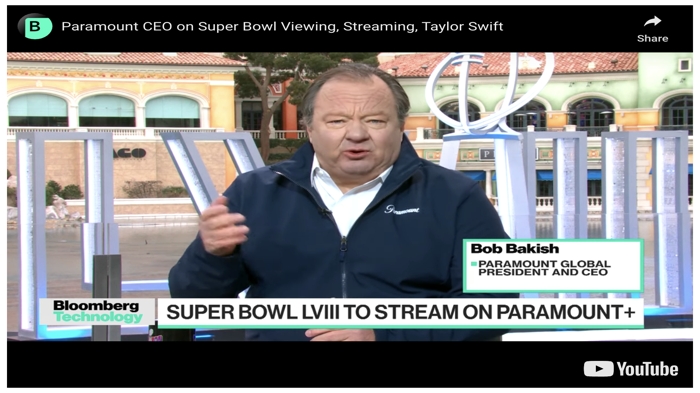 B
Paramount CEO on Super Bowl Viewing, Streaming, Taylor Swift
Share
Paramount
Bob Bakish
PARAMOUNT GLOBAL
PRESIDENT AND CEO
Bloomberg
Technology
SUPER BOWL LVIII TO STREAM ON PARAMOUNT+
YouTube